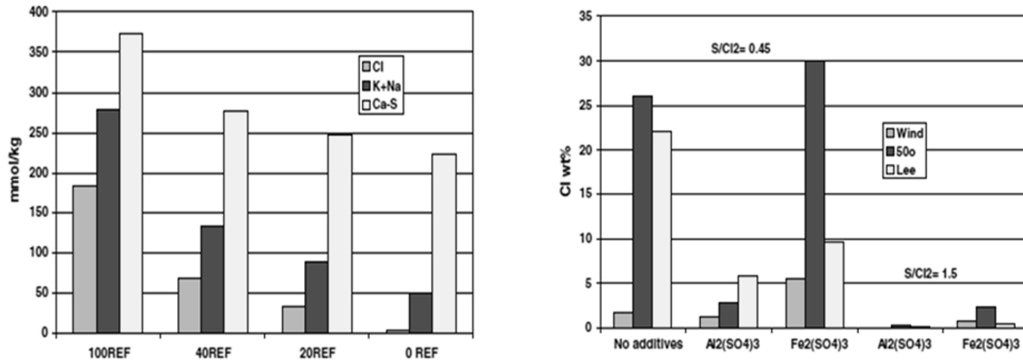 400
350
300
250
200
150
100
50
0
mmol/kg
Cl
K+Na
Ca-S
100REF 40REF 20REF 0 REF
35
30
25
20
15
10
5
0
Cl wt%
S/Cl2= 0.45
Wind
50o
Lee
S/Cl2= 1.5
No additives Al2(SO4)3 Fe2(SO4)3 Al2(SO4)3 Fe2(SO4)3